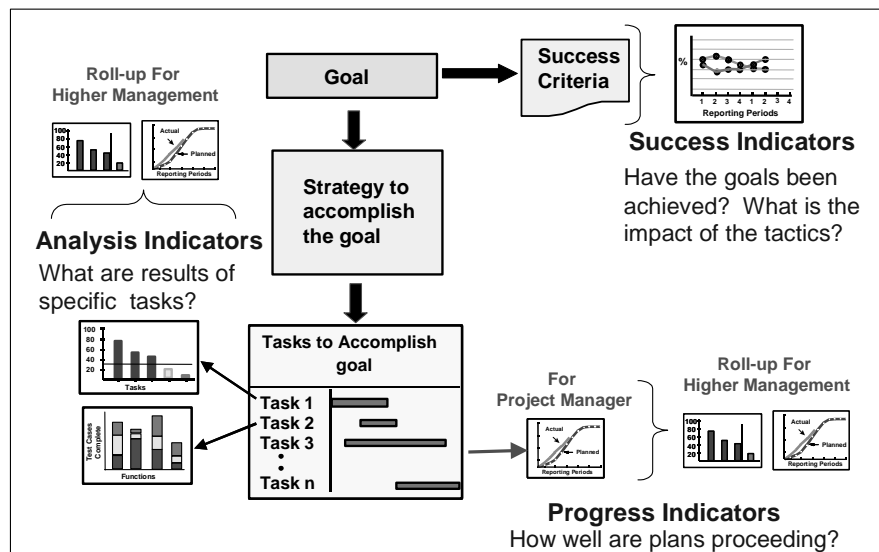 Goal
Success
Criteria
%
1 2 3 4 1 2 3 4
Reporting Periods
Success Indicators
Have the goals been
achieved? What is the
impact of the tactics?
Roll-up For
Higher Management
100
80
60
40
20
Actual
Planned
Reporting Periods
Analysis Indicators
What are results of
specific tasks?
Strategy to
accomplish
the goal
100
80
60
40
20
Tasks
Test Cases
Complete
Functions
Tasks to Accomplish
goal
Task 1
Task 2
Task 3
Task n
For
Project Manager
Actual
Planned
Reporting Periods
Roll-up For
Higher Management
100
80
60
40
20
Actual
Planned
Reporting Periods
Progress Indicators
How well are plans proceeding?